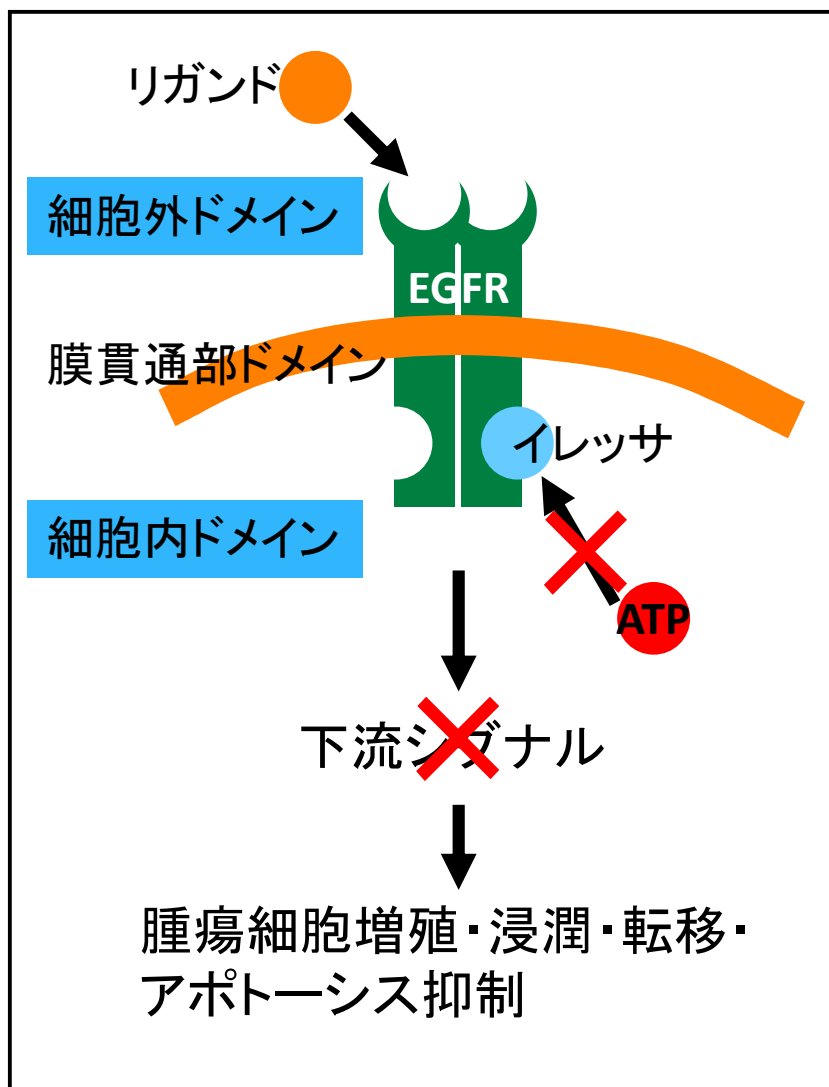 リガンド
細胞外ドメイン
EGFR
膜貫通部ドメイン
イレッサ
細胞内ドメイン
ATP
下流シグナル
腫瘍細胞増殖・浸潤・転移・
アポトーシス抑制